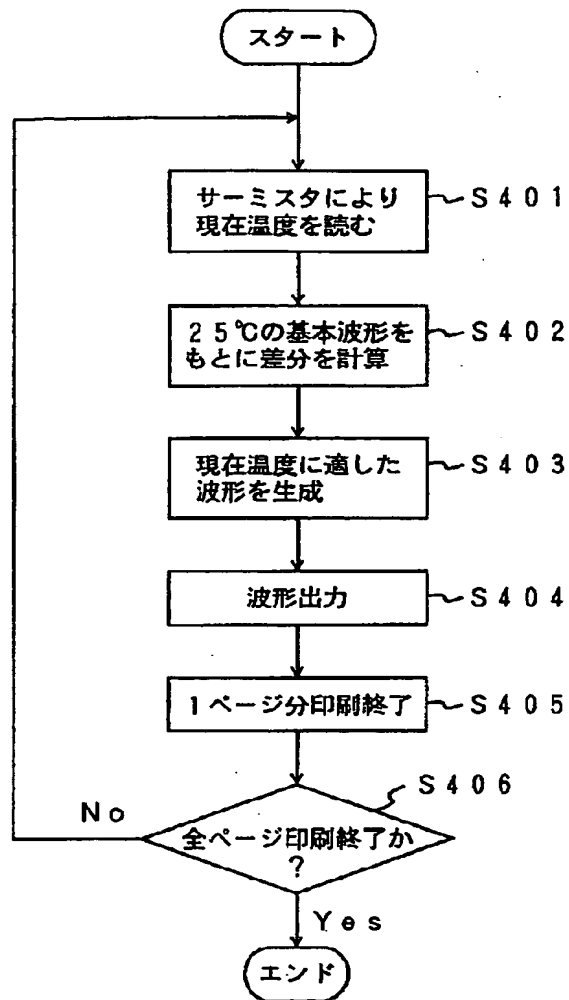 スタート
サーミスタにより
現在温度を読む
S401
25℃の基本波形を
もとに差分を計算
S402
現在温度に適した
波形を生成
S403
波形出力
S404
1ページ分印刷終了
S405
S406
No
全ページ印刷終了か
?
Yes
エンド